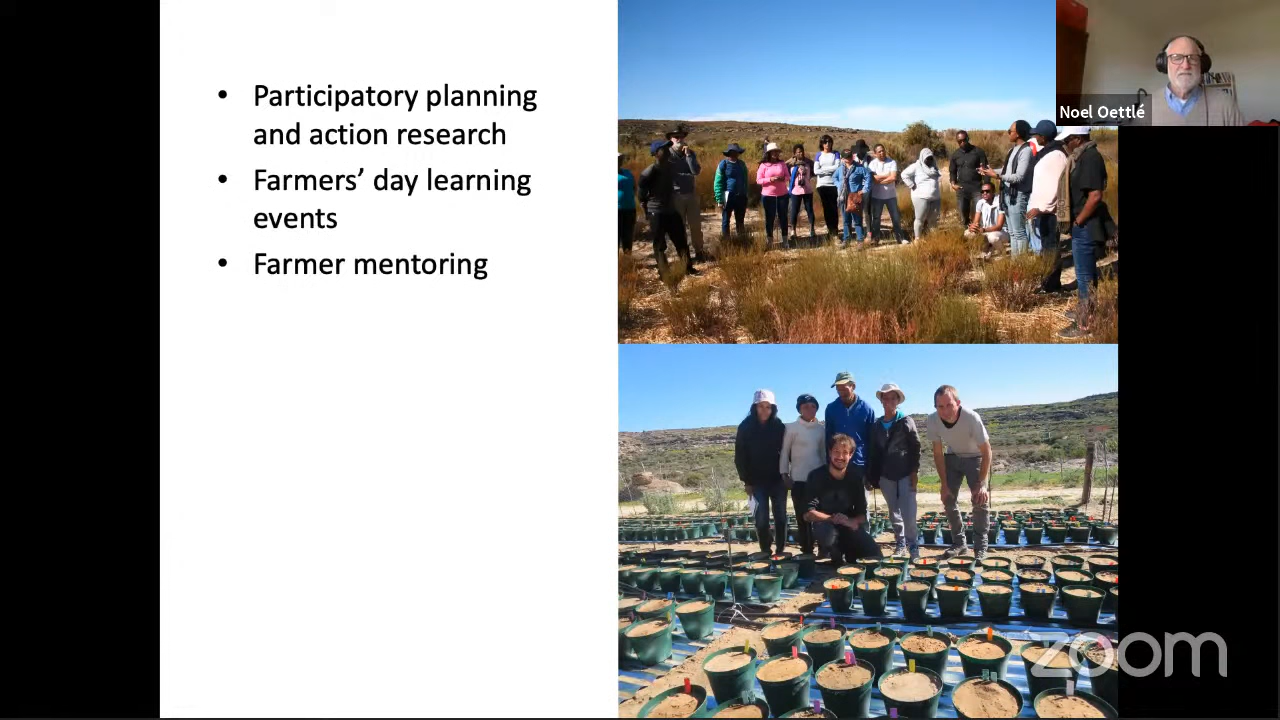 • Participatory planning
and action research
• Farmers’ day learning
events
• Farmer mentoring
Noel Oettlé
zoom